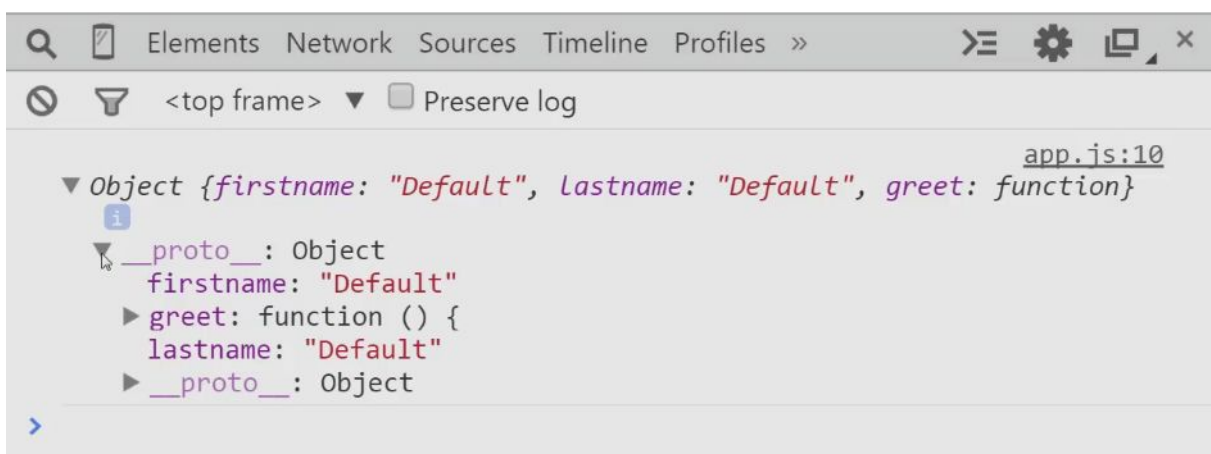 Elements Network Sources Timeline Profiles »
<top frame> ▼ Preserve log
app.js:10
▼ Object {firstname: "Default", lastname: "Default", greet: function}
i
▼ __proto__: Object
firstname: "Default"
▶ greet: function () {
lastname: "Default"
▶ __proto__: Object
>